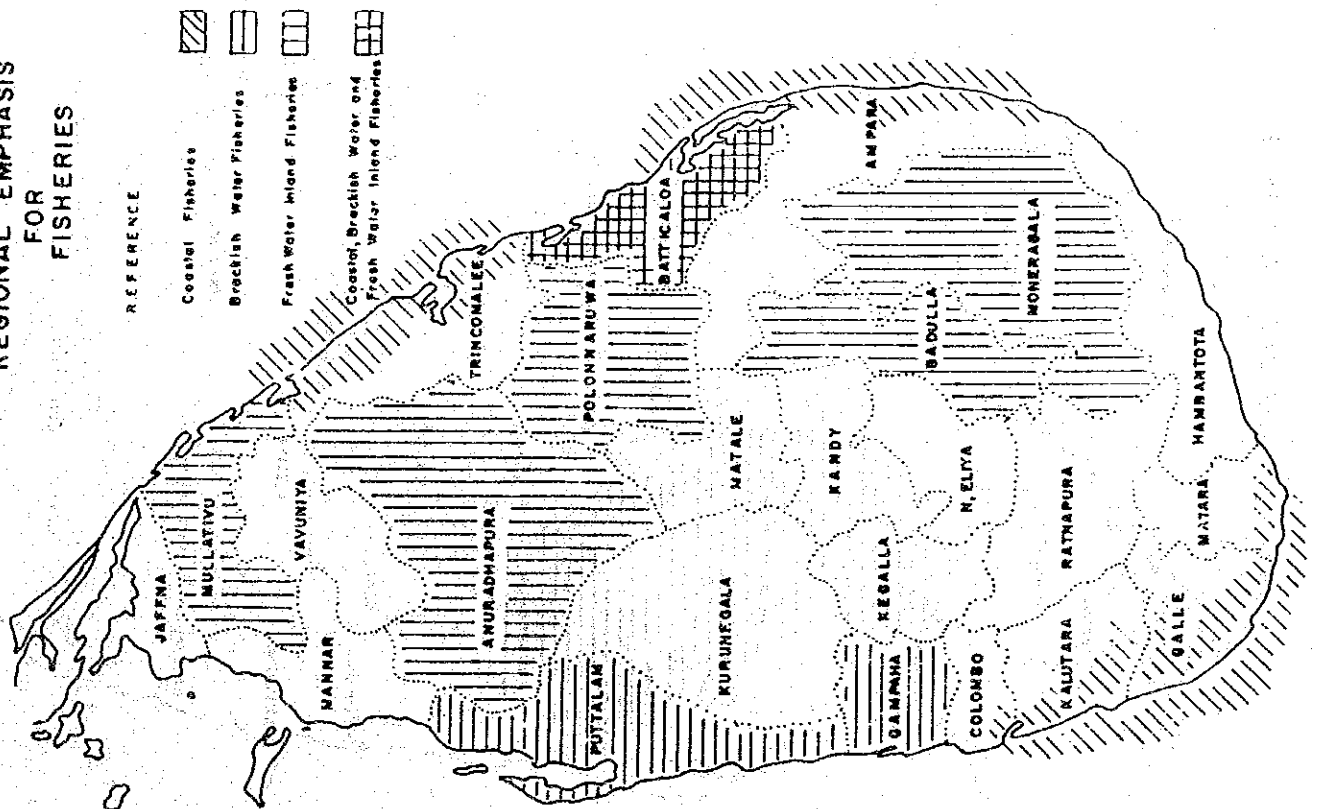 REGIONAL EMPHASIS
FOR
FISHERIES
REFERENCE
Coastal Fisheries
Brackish Water Fisheries
Fresh Water Inland Fisheries
Coastal, Brackish Water and
Fresh Water Inland Fisheries
JAFFNA
MULLATIVU
VAVUNIYA
MANNAR
TRINCOMALEE
ANURADHAPURA
POLONNARUWA
PUTTALAM
BATTICALOA
MATALE
KURUNEGALA
KANDY
AMPARA
BADULLA
KEGALLA
GAMPAHA
N, ELIYA
MONERAGALA
COLOMBO
RATNAPURA
KALUTARA
HAMBANTOTA
MATARA
GALLE